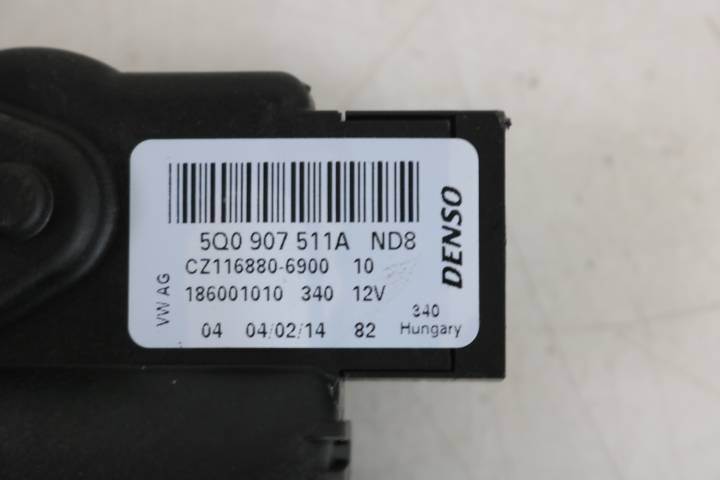 5Q0 907 511A ND8
CZ116880-6900 10
186001010 340 12V
04 04/02/14 82
VW AG
DENSO
340
Hungary